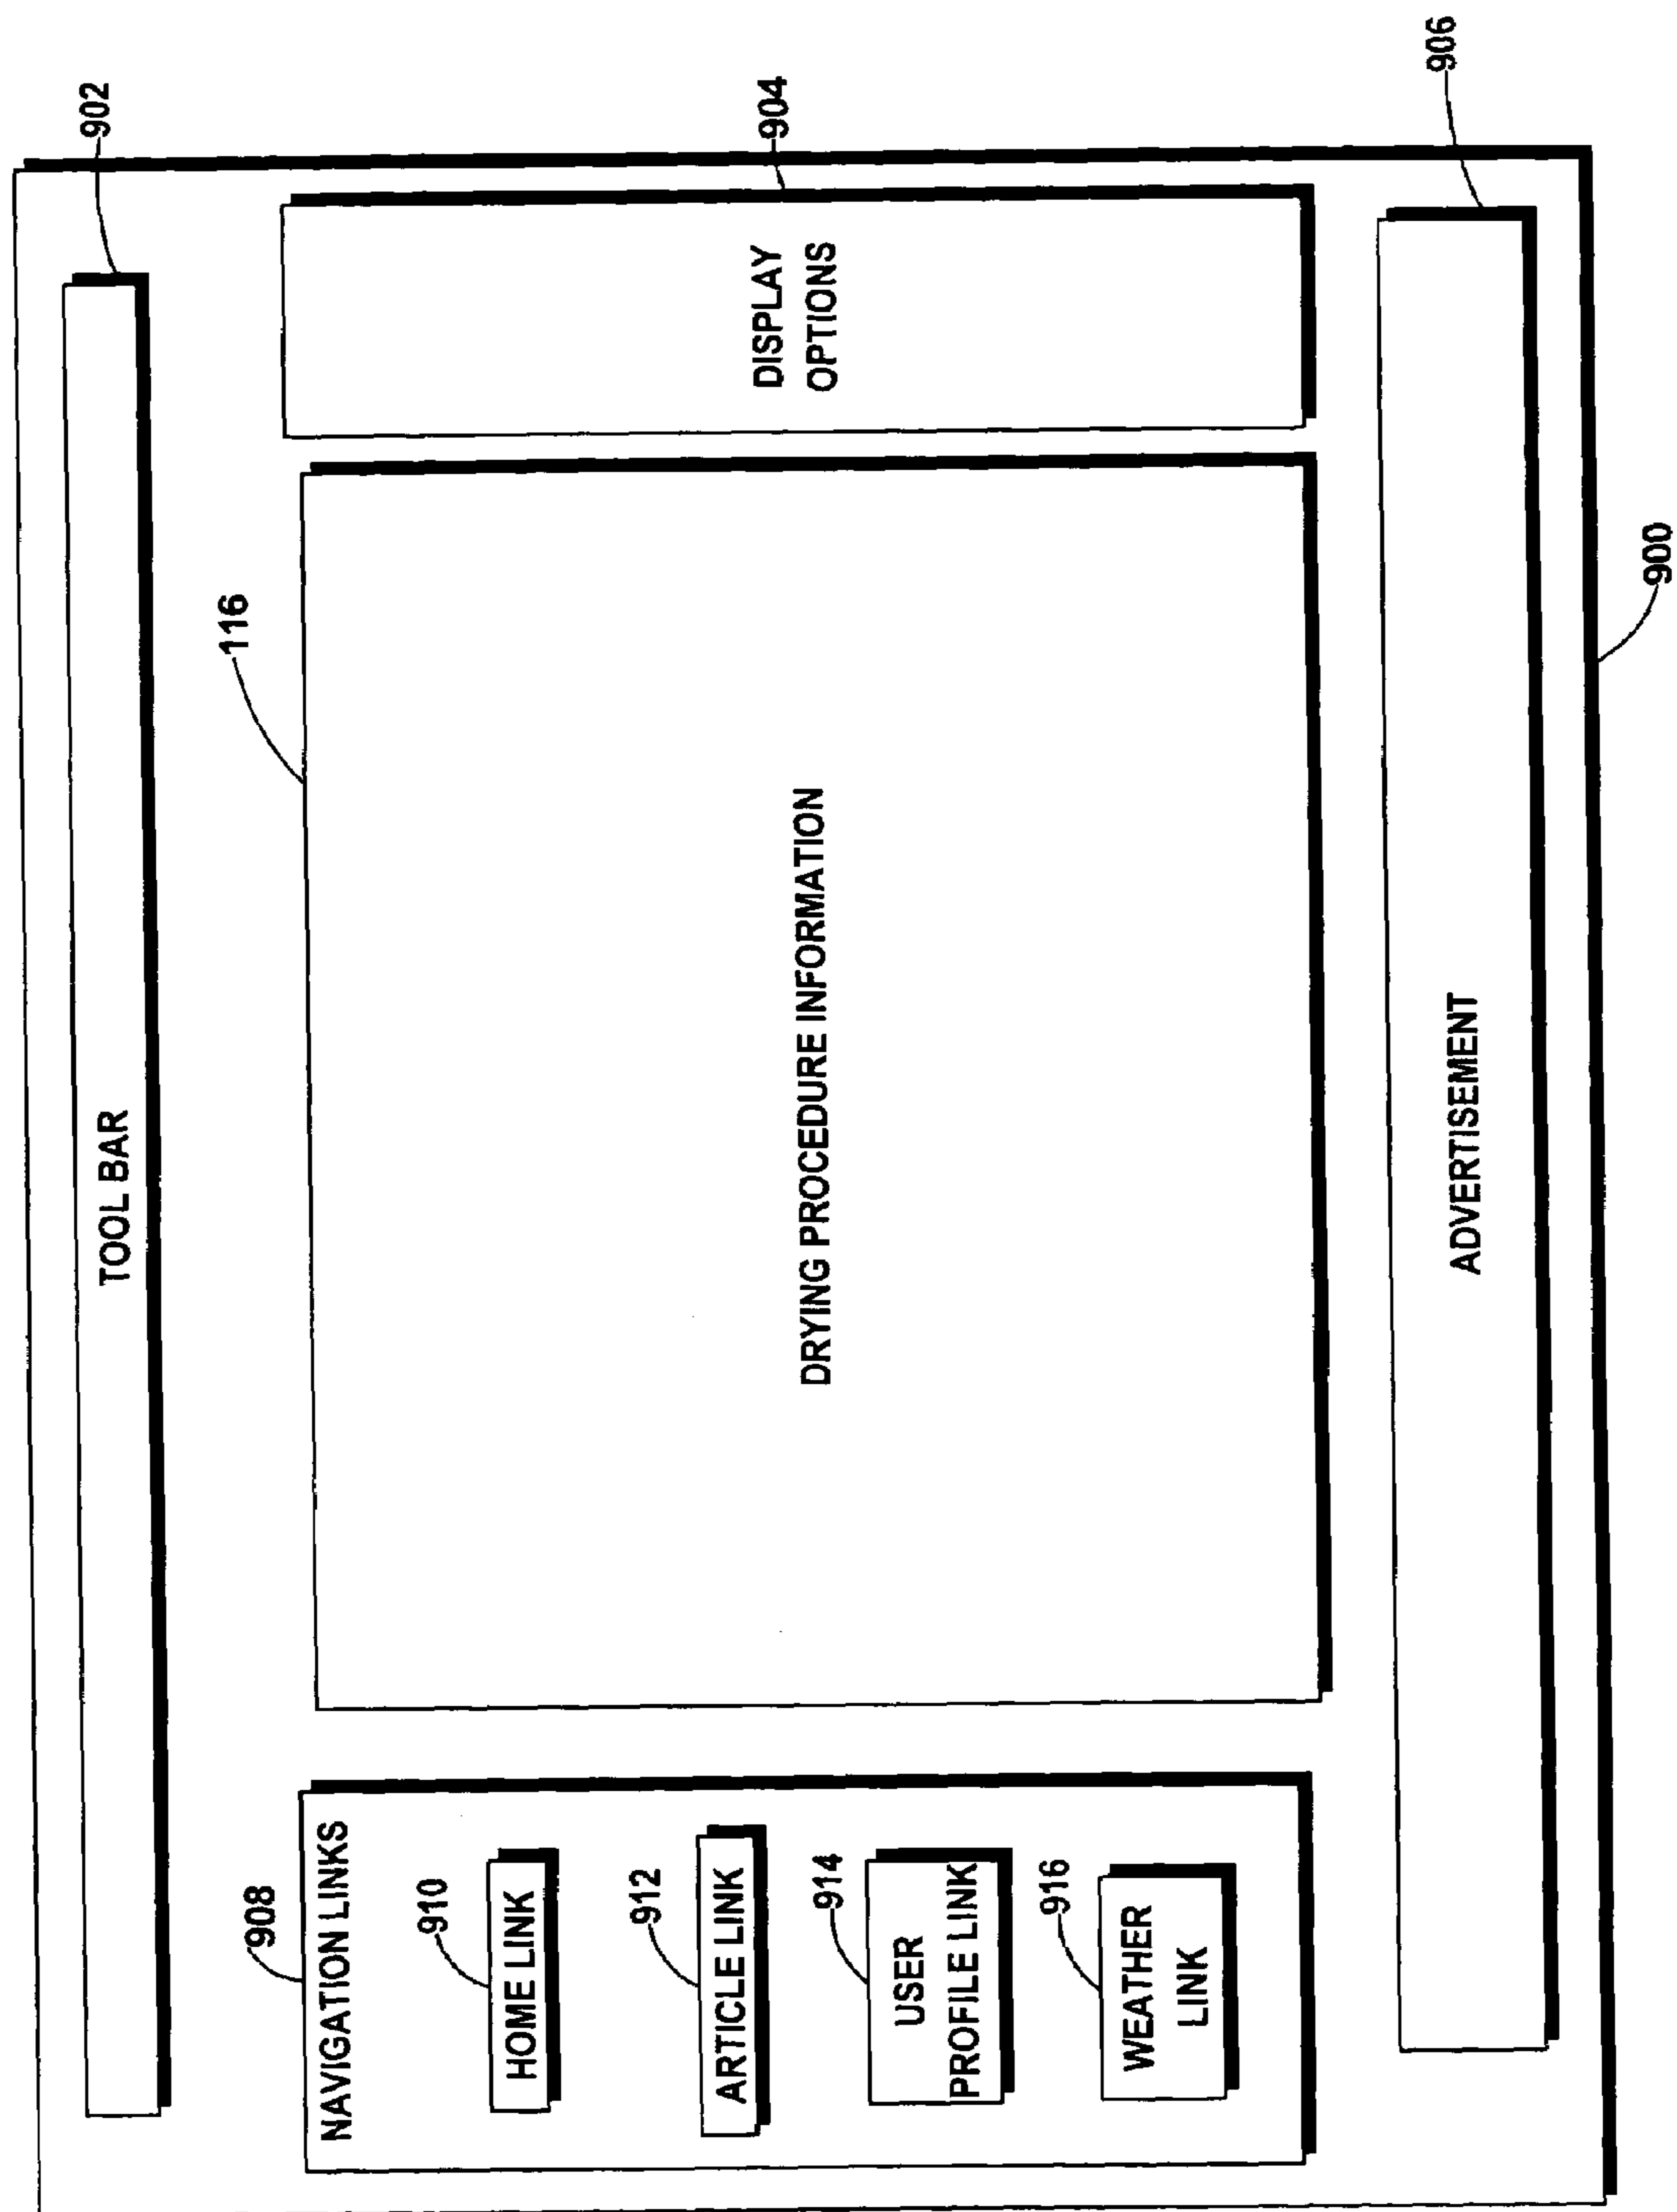 902
TOOL BAR
116
908
NAVIGATION LINKS
910
HOME LINK
912
ARTICLE LINK
914
USER
PROFILE LINK
916
WEATHER
LINK
DRYING PROCEDURE INFORMATION
DISPLAY
OPTIONS
904
ADVERTISEMENT
906
900